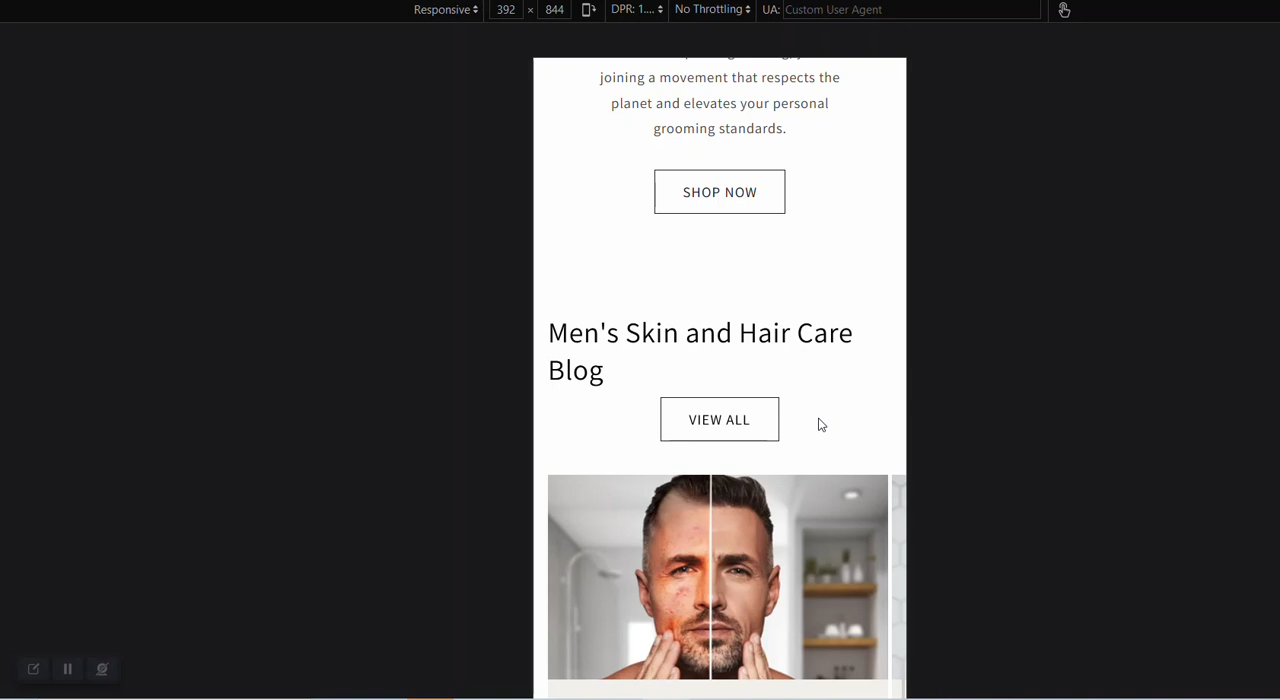 Responsive 392 × 844 DPR: 1.... No Throttling UA: Custom User Agent
joining a movement that respects the
planet and elevates your personal
grooming standards.
SHOP NOW
Men's Skin and Hair Care
Blog
VIEW ALL